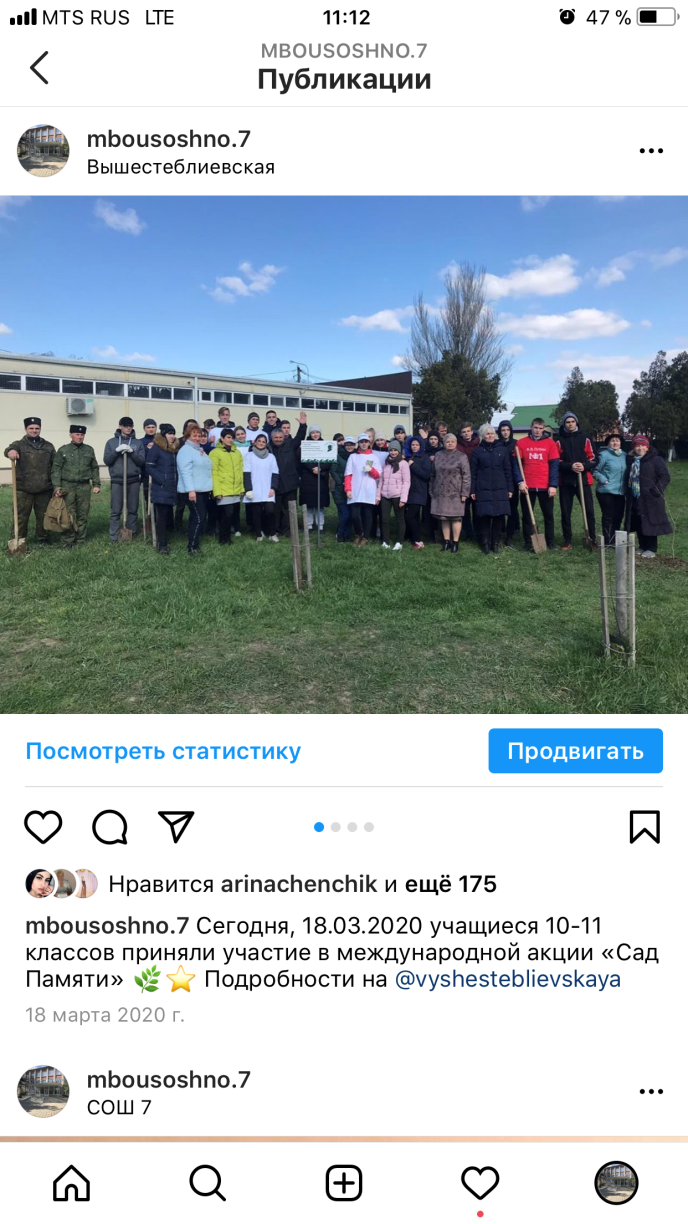 MTS RUS LTE 11:12 47 %
MBOUSOSHNO.7
Публикации
mbousoshno.7
Вышестеблиевская
№1
Посмотреть статистику
Продвигать
Нравится arinachenchik и ещё 175
mbousoshno.7 Сегодня, 18.03.2020 учащиеся 10-11
классов приняли участие в международной акции «Сад
Памяти» 🌿⭐ Подробности на @vyshesteblievskaya
18 марта 2020 г.
mbousoshno.7
СОШ 7